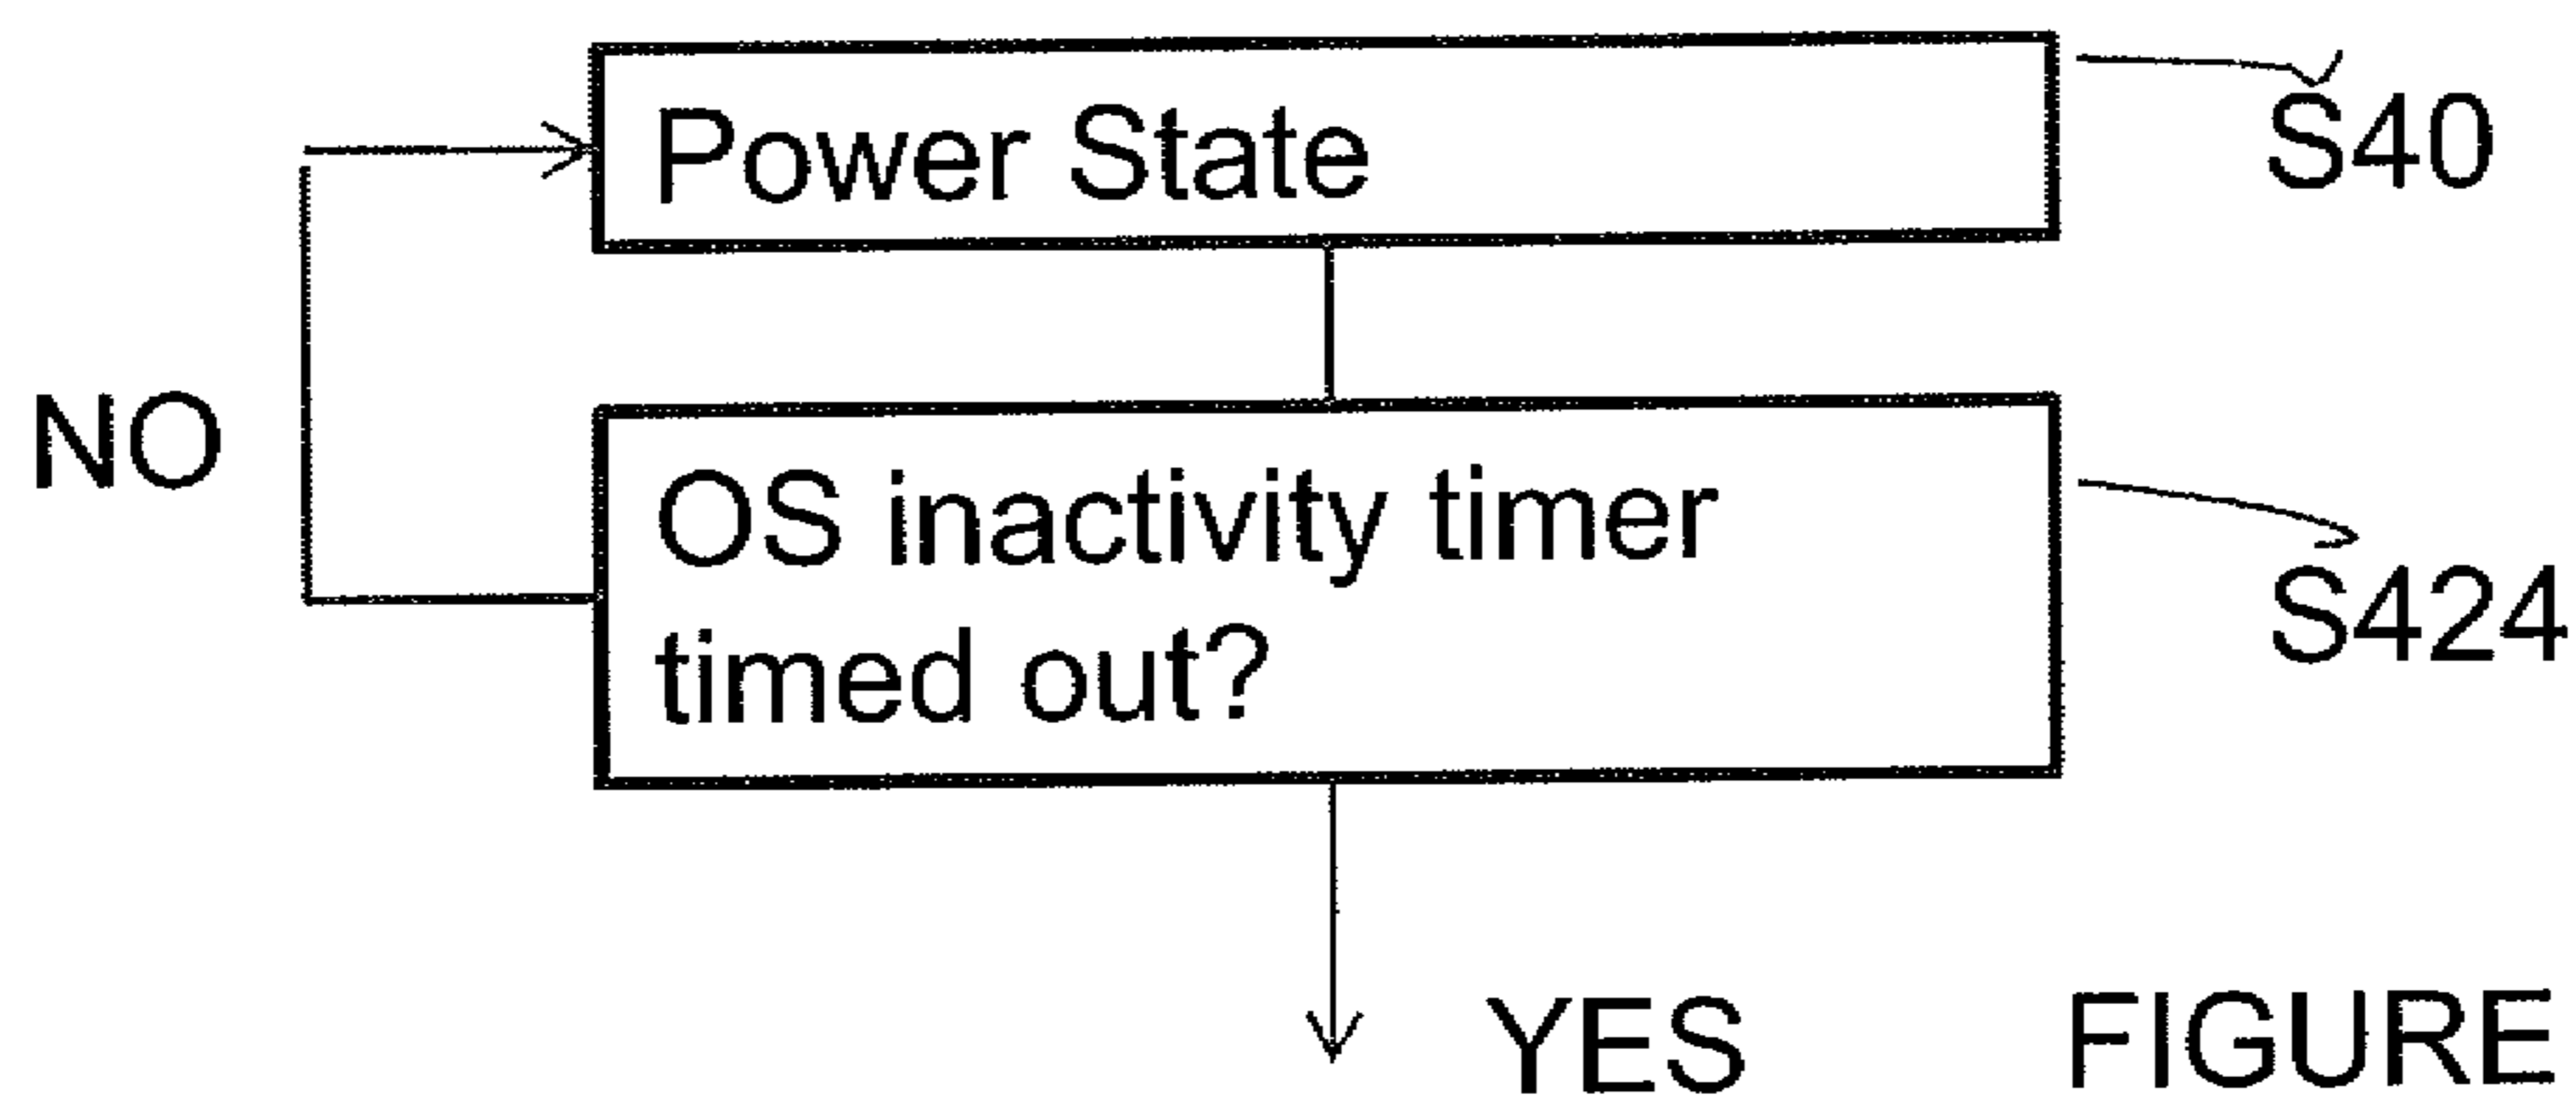 Power State
S40
NO
OS inactivity timer
timed out?
S424
YES
FIGURE